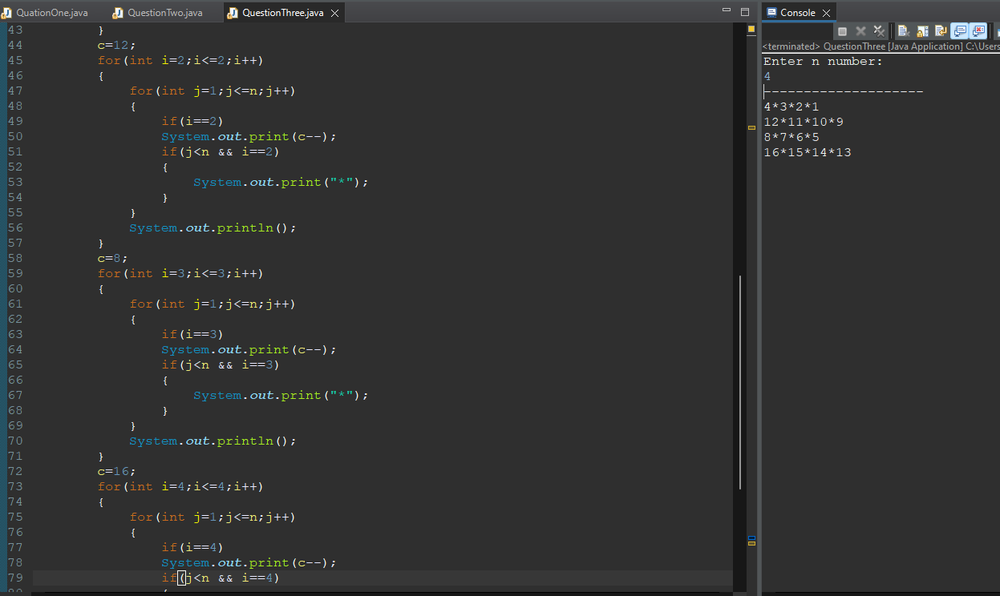 QuationOne.java QuestionTwo.java QuestionThree.java
43 }
44 c=12;
45 for(int i=2;i<=2;i++)
46 {
47 for(int j=1;j<=n;j++)
48 {
49 if(i==2)
50 System.out.print(c--);
51 if(j<n && i==2)
52 {
53 System.out.print("*");
54 }
55 }
56 System.out.println();
57 }
58 c=8;
59 for(int i=3;i<=3;i++)
60 {
61 for(int j=1;j<=n;j++)
62 {
63 if(i==3)
64 System.out.print(c--);
65 if(j<n && i==3)
66 {
67 System.out.print("*");
68 }
69 }
70 System.out.println();
71 }
72 c=16;
73 for(int i=4;i<=4;i++)
74 {
75 for(int j=1;j<=n;j++)
76 {
77 if(i==4)
78 System.out.print(c--);
79 if(j<n && i==4)
Console
<terminated> QuestionThree [Java Application] C:\Users
Enter n number:
4
--------------------
4*3*2*1
12*11*10*9
8*7*6*5
16*15*14*13